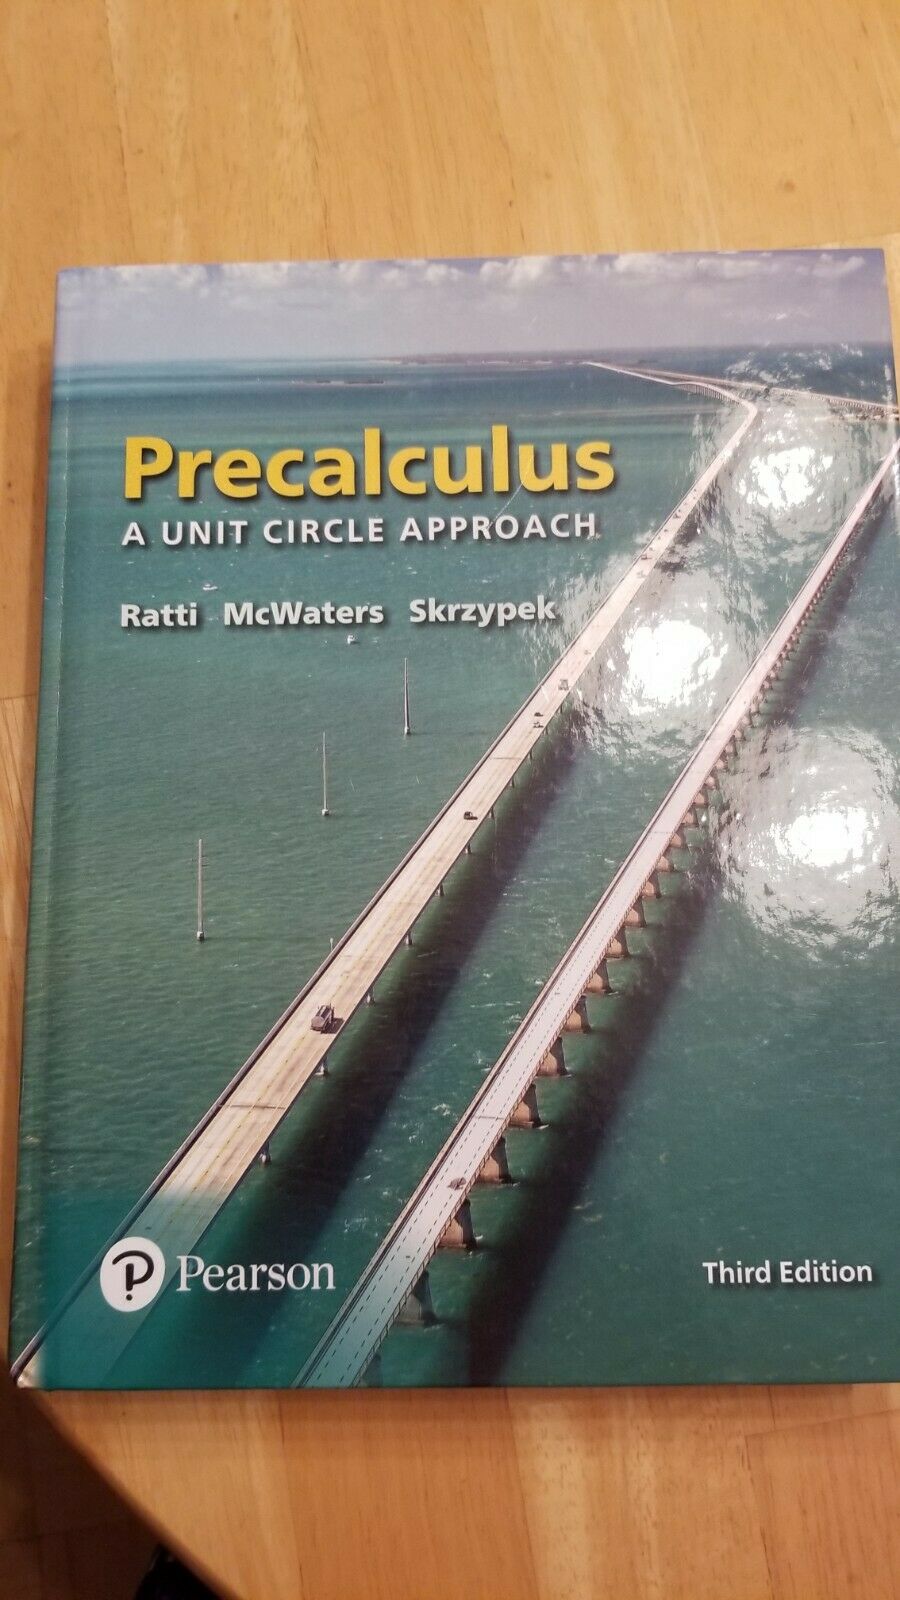 Precalculus
A UNIT CIRCLE APPROACH
Ratti McWaters Skrzypek
P Pearson
Third Edition